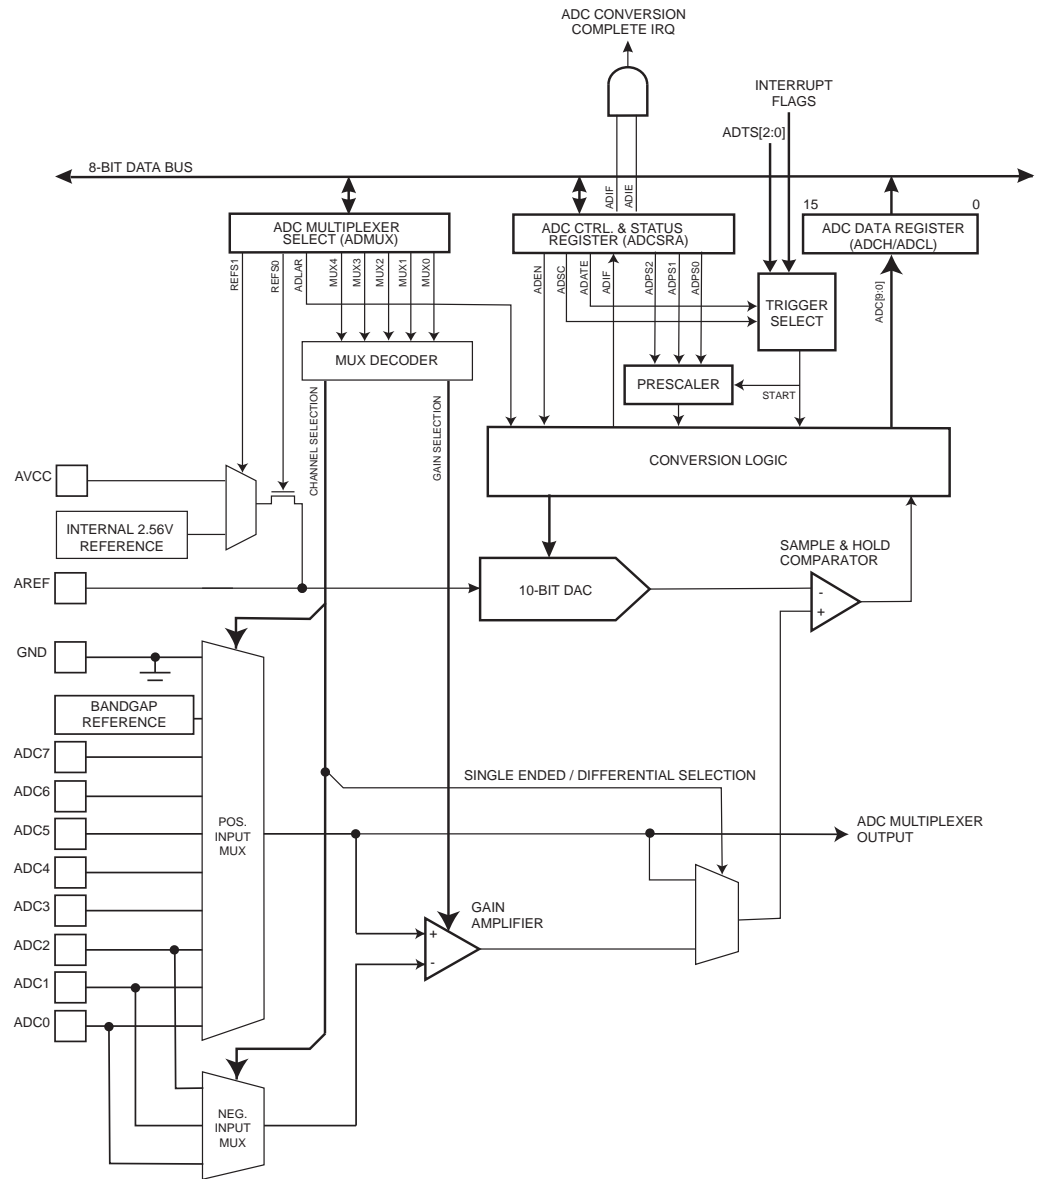 ADC CONVERSION
COMPLETE IRQ
INTERRUPT
FLAGS
ADTS[2:0]
8-BIT DATA BUS
ADIF
ADIE
15
0
ADC MULTIPLEXER
SELECT (ADMUX)
ADC CTRL. & STATUS
REGISTER (ADCSRA)
ADC DATA REGISTER
(ADCH/ADCL)
REFS1
REFS0
ADLAR
MUX4
MUX3
MUX2
MUX1
MUX0
ADEN
ADSC
ADATE
ADIF
ADPS2
ADPS1
ADPS0
ADC[9:0]
TRIGGER
SELECT
MUX DECODER
PRESCALER
START
CHANNEL SELECTION
GAIN SELECTION
CONVERSION LOGIC
AVCC
INTERNAL 2.56V
REFERENCE
SAMPLE & HOLD
COMPARATOR
AREF
10-BIT DAC
-
+
GND
BANDGAP
REFERENCE
ADC7
SINGLE ENDED / DIFFERENTIAL SELECTION
ADC6
ADC5
POS.
INPUT
MUX
ADC MULTIPLEXER
OUTPUT
ADC4
ADC3
GAIN
AMPLIFIER
+
-
ADC2
ADC1
ADC0
NEG.
INPUT
MUX